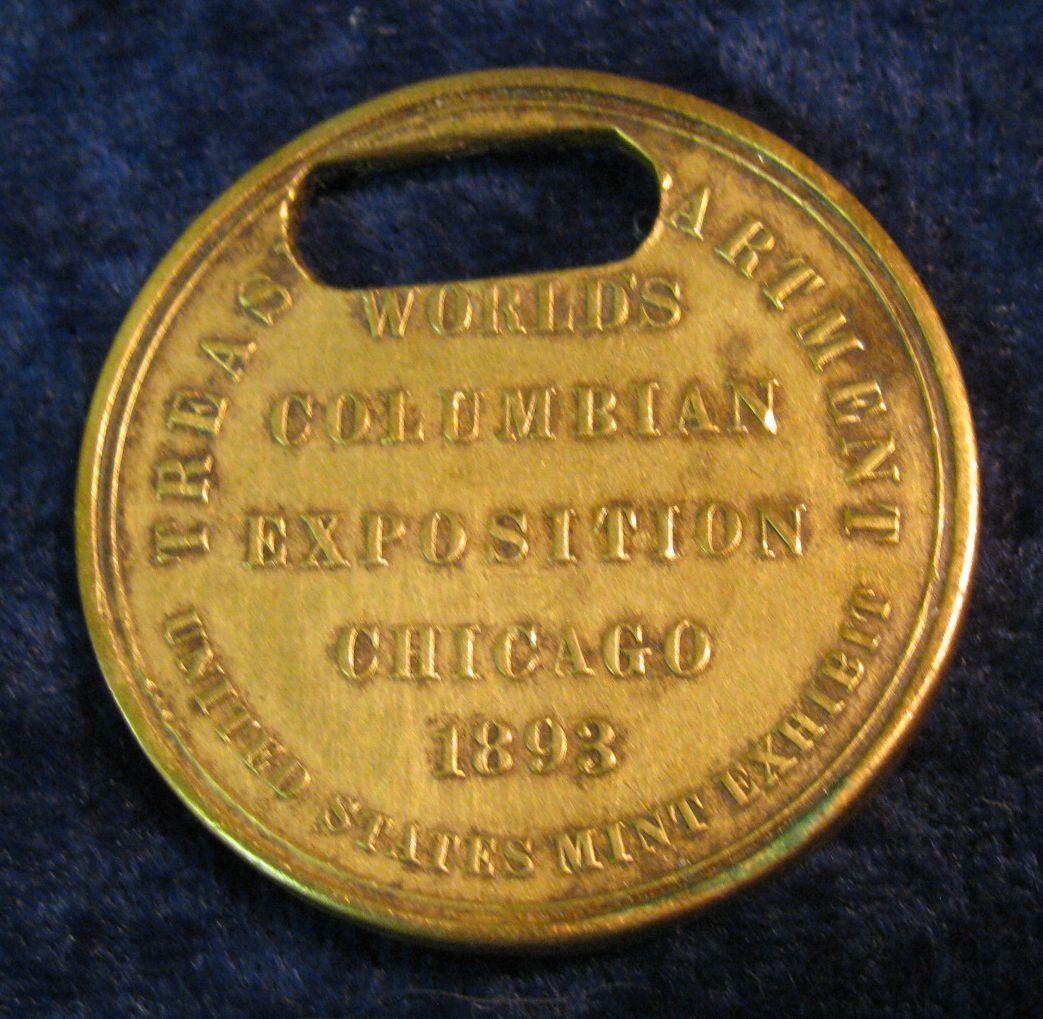 TREAS ARTMENT
WORLD'S
COLUMBIAN
EXPOSITION
CHICAGO
1893
UNITED STATES MINT EXHIBIT